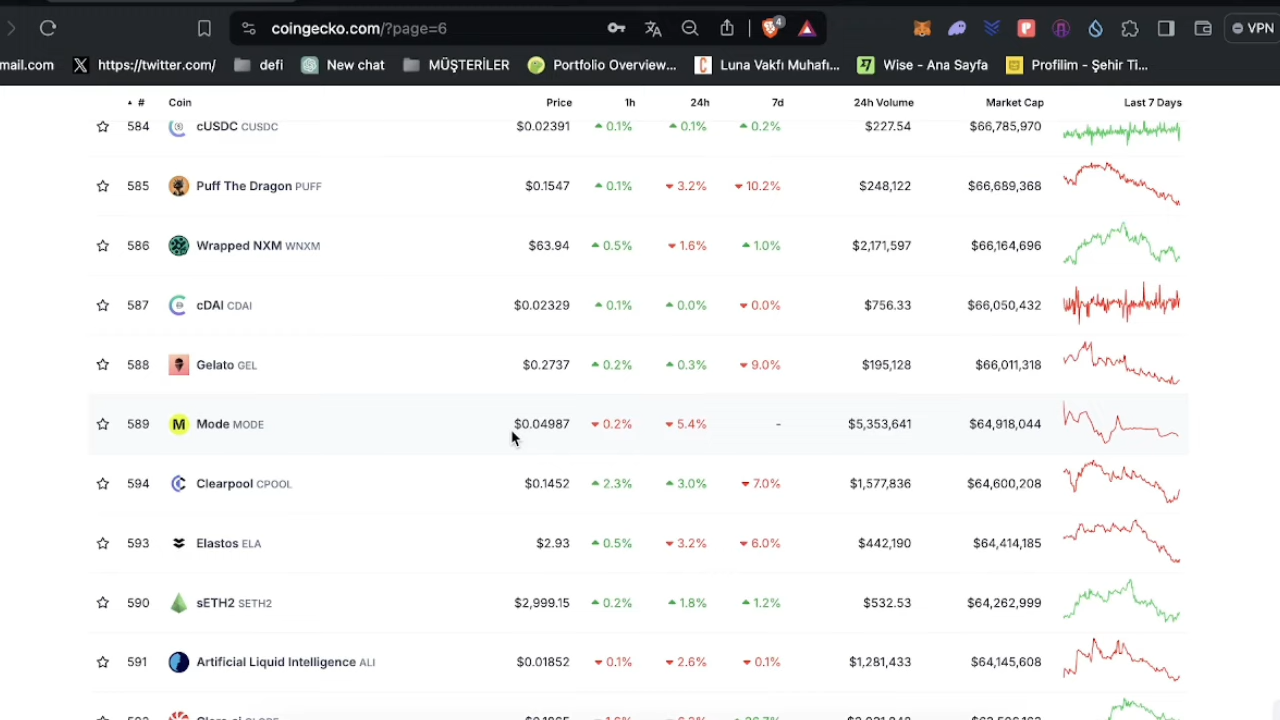 coingecko.com/?page=6
4
VPN
mail.com https://twitter.com/ defi New chat MÜŞTERİLER Portfolio Overview... Luna Vakfı Muhafı... Wise - Ana Sayfa Profilim - Şehir Ti...
# Coin Price 1h 24h 7d 24h Volume Market Cap Last 7 Days
584 cUSDC CUSDC $0.02391 0.1% 0.1% 0.2% $227.54 $66,785,970
585 Puff The Dragon PUFF $0.1547 0.1% 3.2% 10.2% $248,122 $66,689,368
586 Wrapped NXM WNXM $63.94 0.5% 1.6% 1.0% $2,171,597 $66,164,696
587 cDAI CDAI $0.02329 0.1% 0.0% 0.0% $756.33 $66,050,432
588 Gelato GEL $0.2737 0.2% 0.3% 9.0% $195,128 $66,011,318
589 M Mode MODE $0.04987 0.2% 5.4% - $5,353,641 $64,918,044
594 Clearpool CPOOL $0.1452 2.3% 3.0% 7.0% $1,577,836 $64,600,208
593 Elastos ELA $2.93 0.5% 3.2% 6.0% $442,190 $64,414,185
590 sETH2 SETH2 $2,999.15 0.2% 1.8% 1.2% $532.53 $64,262,999
591 Artificial Liquid Intelligence ALI $0.01852 0.1% 2.6% 0.1% $1,281,433 $64,145,608